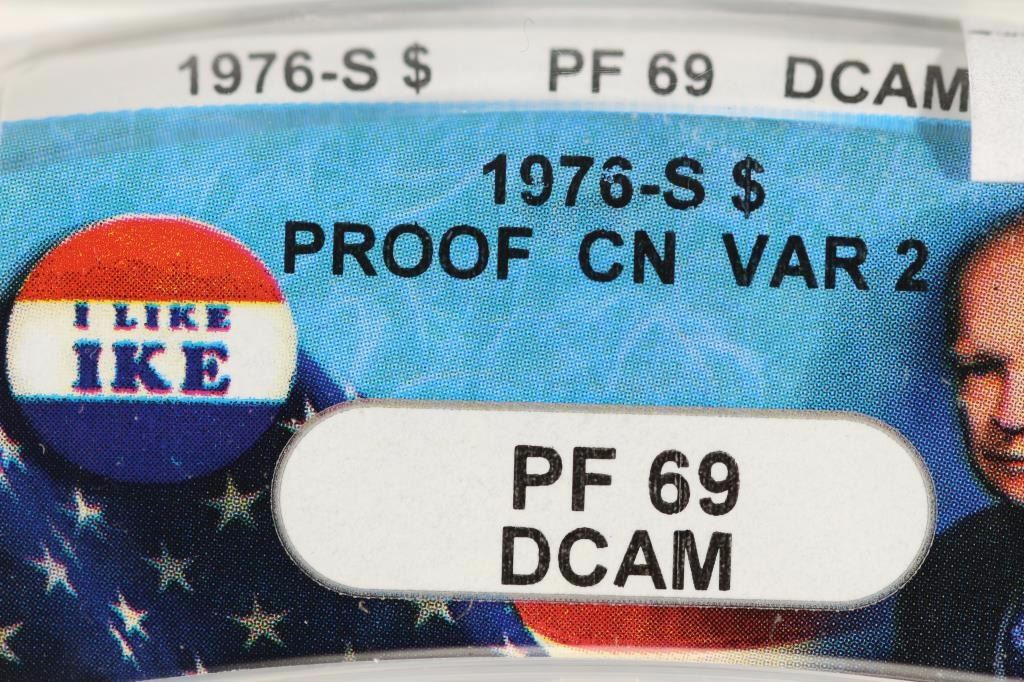 1976-S $ PF 69 DCAM
1976-S $
PROOF CN VAR 2
I LIKE
IKE
PF 69
DCAM